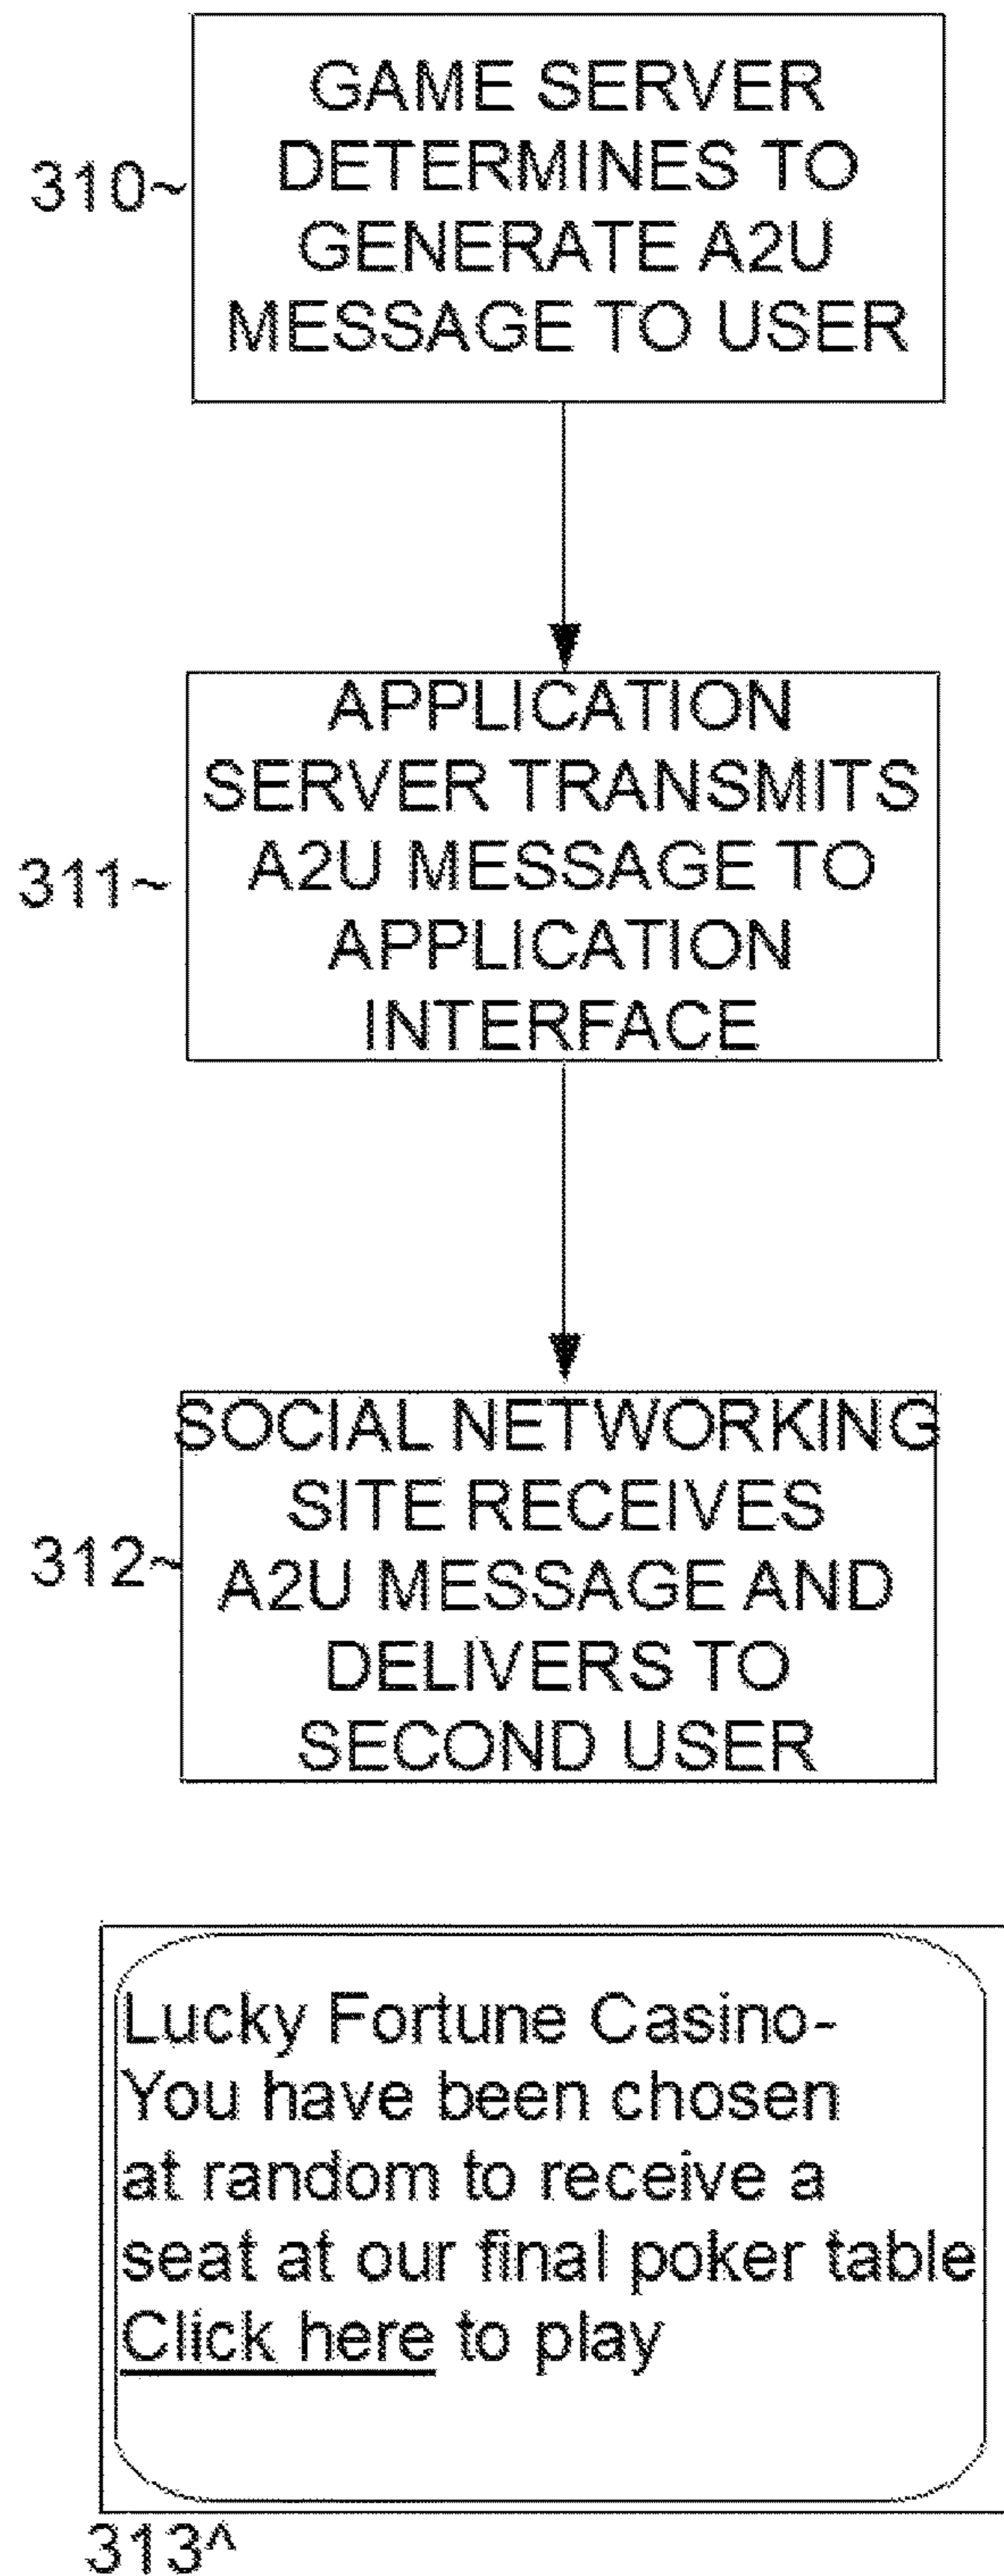 GAME SERVER
DETERMINES TO
GENERATE A2U
MESSAGE TO USER
310~
APPLICATION
SERVER TRANSMITS
A2U MESSAGE TO
APPLICATION
INTERFACE
311~
SOCIAL NETWORKING
SITE RECEIVES
A2U MESSAGE AND
DELIVERS TO
SECOND USER
312~
Lucky Fortune Casino-
You have been chosen
at random to receive a
seat at our final poker table
Click here to play
313^